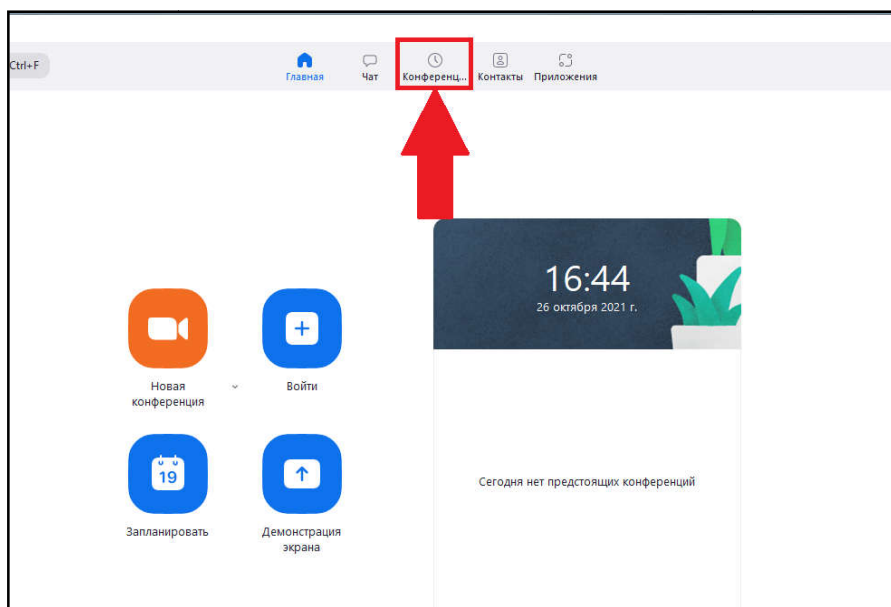 Ctrl+F
Главная
Чат
Конференц...
Контакты
Приложения
16:44
26 октября 2021 г.
Новая
конференция
Войти
19
Запланировать
Демонстрация
экрана
Сегодня нет предстоящих конференций